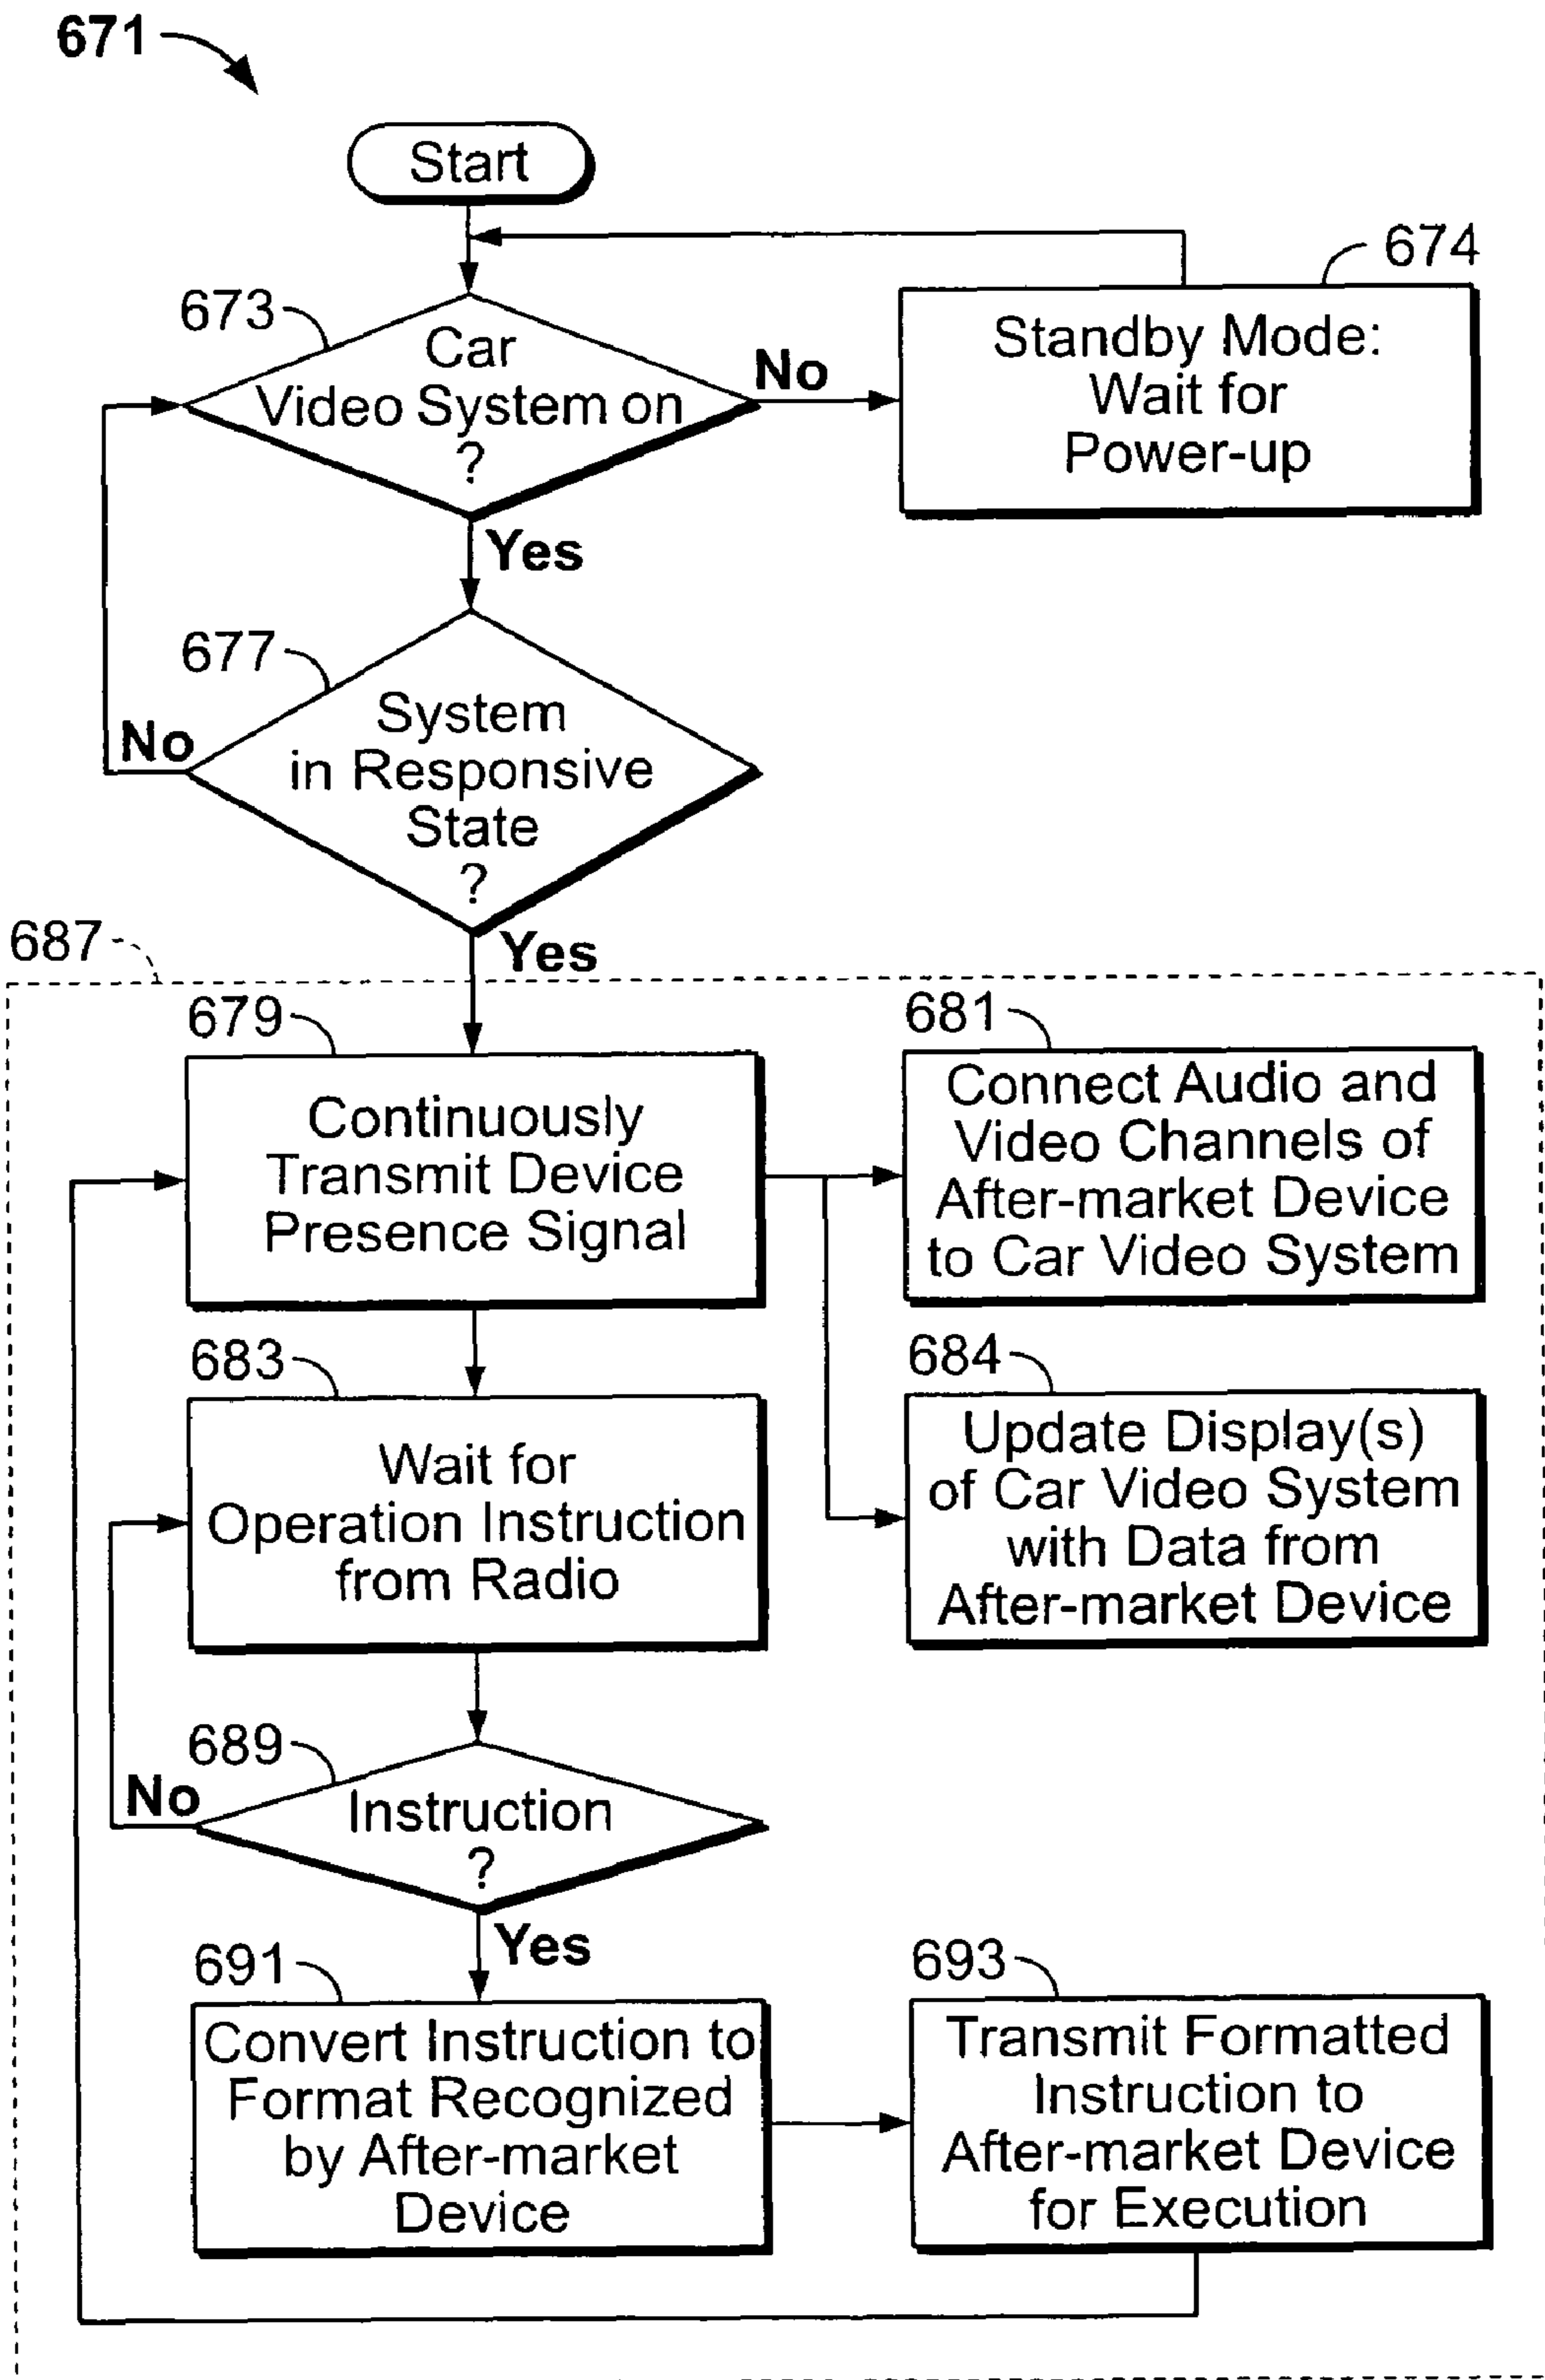 671
Start
673
Car
Video System on
?
No
674
Standby Mode:
Wait for
Power-up
Yes
677
System
in Responsive
State
?
No
Yes
687
679
Continuously
Transmit Device
Presence Signal
681
Connect Audio and
Video Channels of
After-market Device
to Car Video System
683
Wait for
Operation Instruction
from Radio
684
Update Display(s)
of Car Video System
with Data from
After-market Device
689
Instruction
?
No
Yes
691
Convert Instruction to
Format Recognized
by After-market
Device
693
Transmit Formatted
Instruction to
After-market Device
for Execution